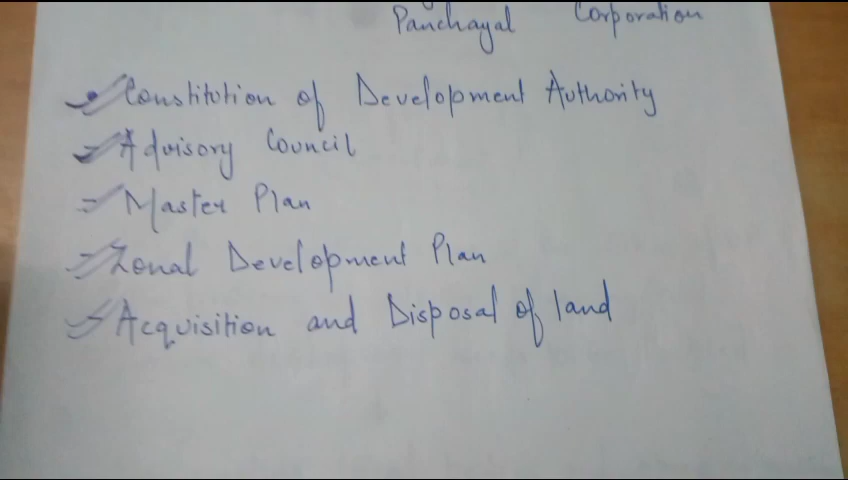 Panchayat Corporation
Constitution of Development Authority
Advisory Council
Master Plan
Zonal Development Plan
Acquisition and Disposal of land